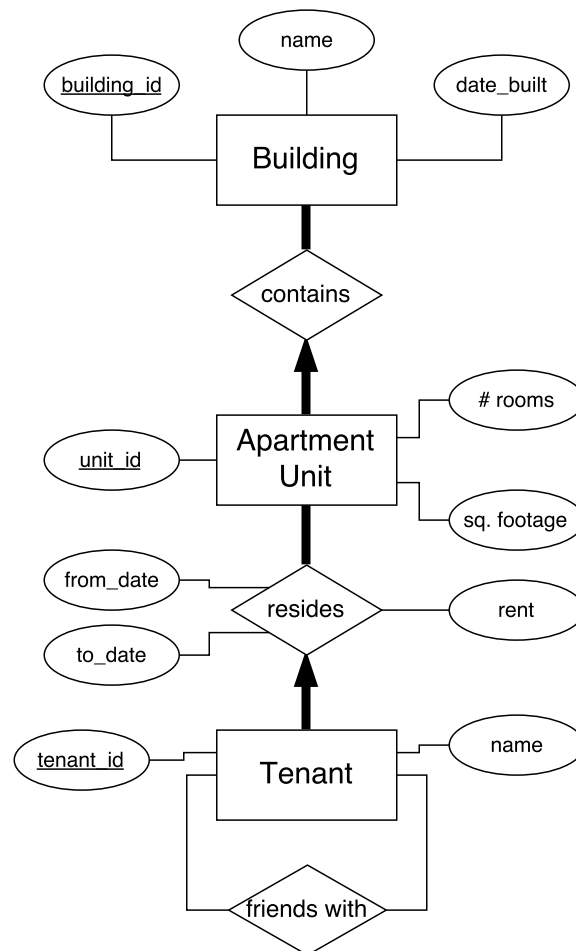 name
building_id
date_built
Building
contains
# rooms
Apartment
Unit
unit_id
sq. footage
from_date
resides
rent
to_date
tenant_id
name
Tenant
friends with